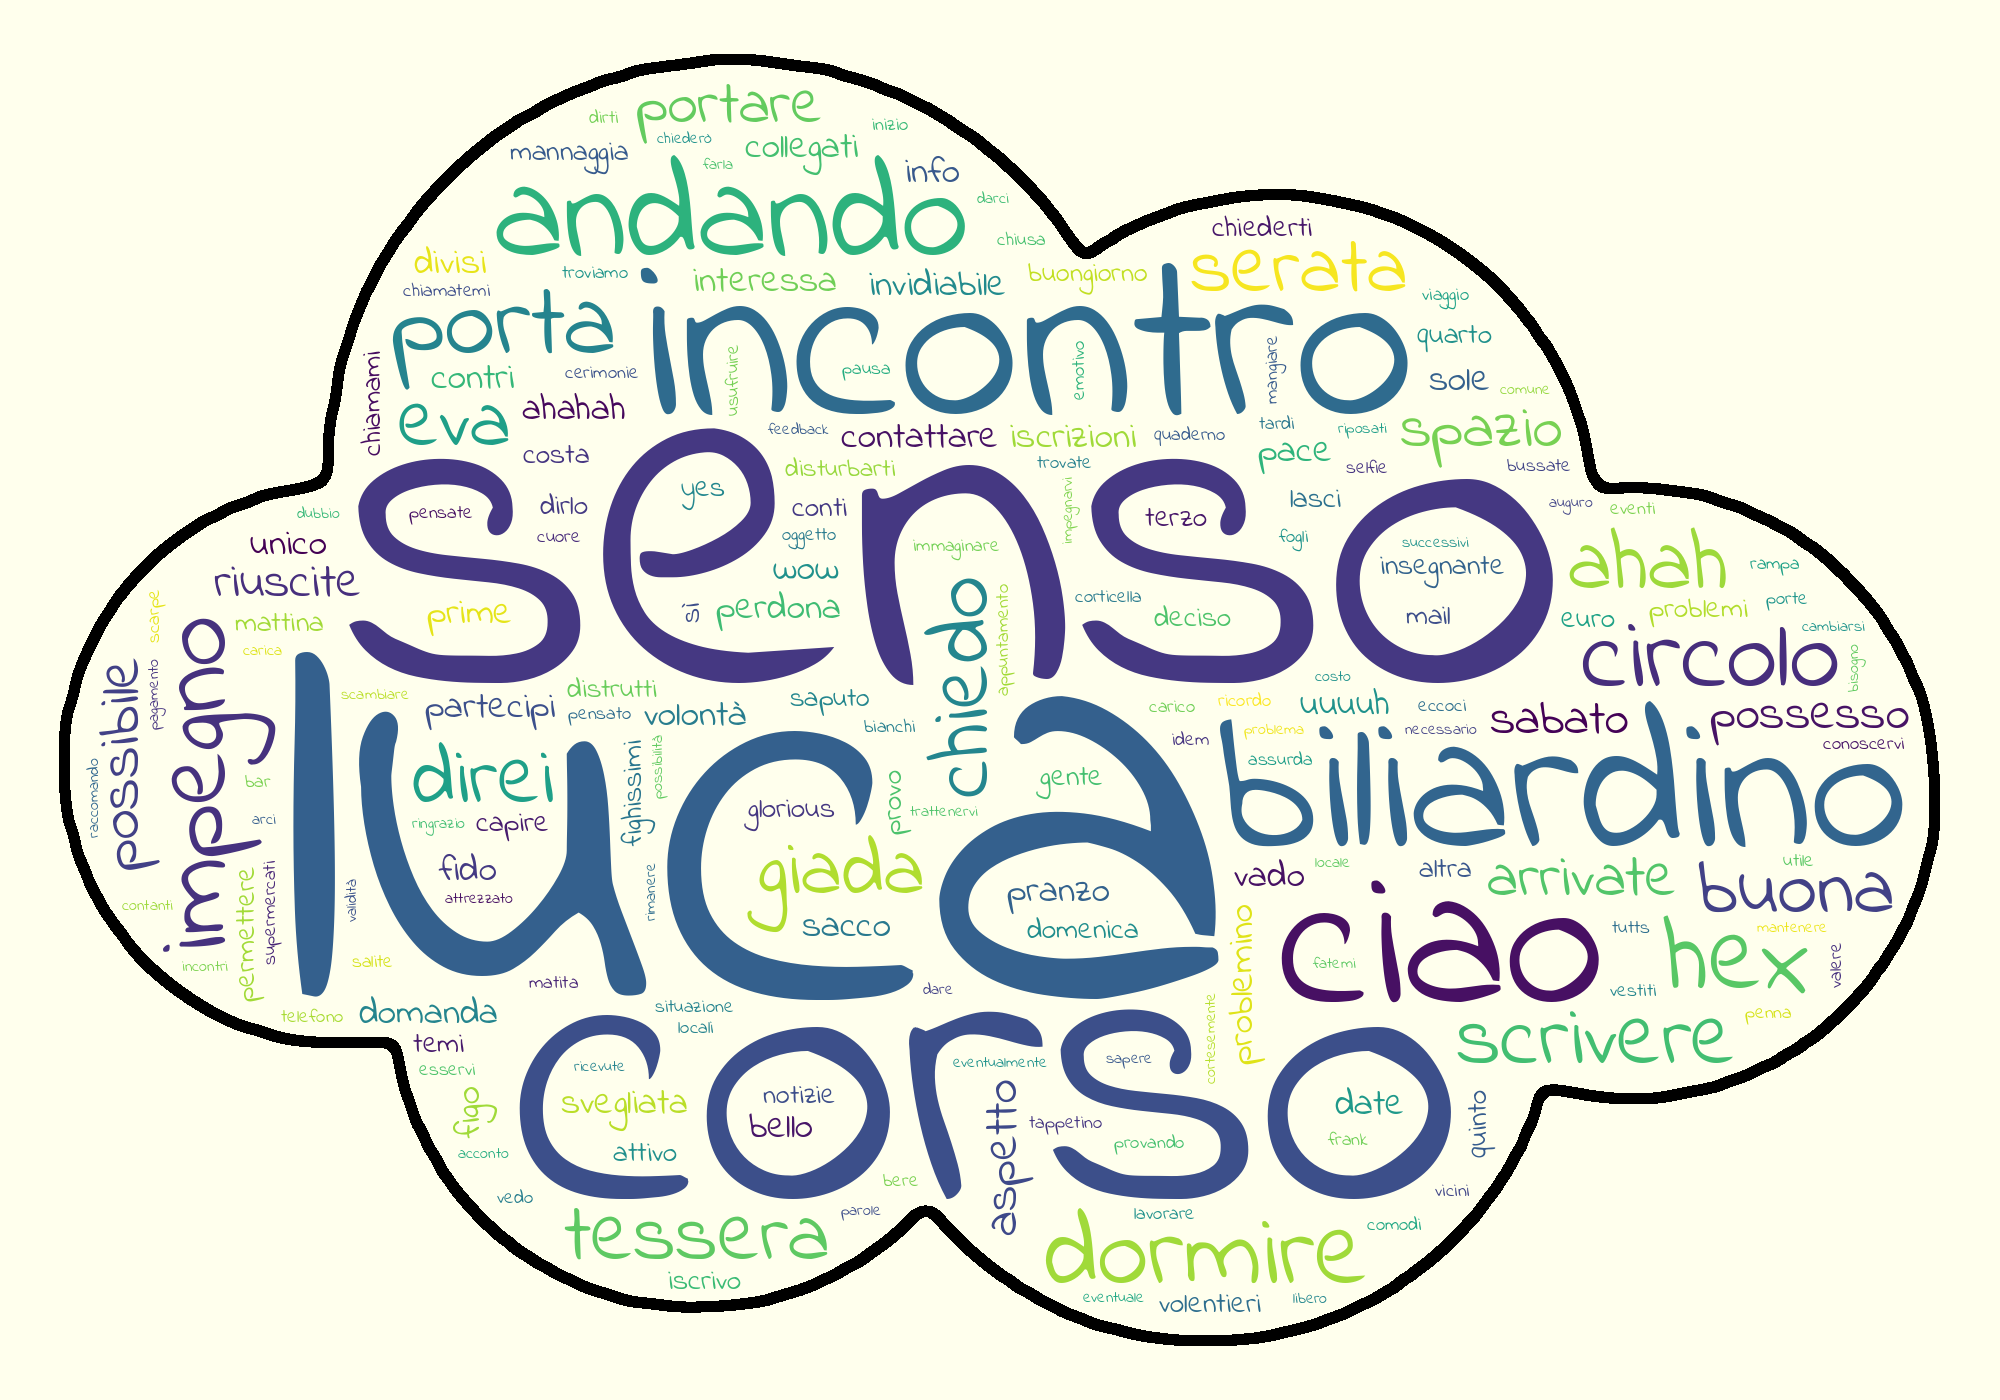 portare
dirti
chiederò
inizio
mannaggia
collegati
farla
info
andando
darci
chiusa
chiederti
divisi
troviamo
interessa
invidiabile
buongiorno
serata
chiamatemi
viaggio
porta
incontro
quarto
contri
cerimonie
usufruire
pausa
emotivo
mangiare
sole
comune
chiamami
eva
ahahah
feedback
contattare
iscrizioni
quaderno
tardi
riposati
spazio
costa
disturbarti
trovate
pace
selfie
bussate
senso
yes
pensate
dirlo
conti
terzo
lasci
auguro
eventi
dubbio
cuore
oggetto
impegnarvi
fogli
unico
immaginare
successivi
ahah
riuscite
wow
insegnante
rampa
scarpe
mattina
prime
sì
perdona
chiedo
appuntamento
corticella
deciso
mail
euro
problemi
porte
cambiarsi
carica
circolo
bisogno
impegno
possibile
pagamento
luca
scambiare
distrutti
saputo
costo
partecipi
pensato
volontà
bianchi
carico
ricordo
uuuuh
eccoci
sabato
possesso
idem
problema
necessario
conoscervi
raccomando
bar
direi
fighissimi
possibilità
gente
assurda
biliardino
arci
ringrazio
capire
glorious
provo
trattenervi
fido
giada
pranzo
vado
locale
altra
arrivate
utile
buona
attrezzato
contanti
permettere
supermercati
validità
rimanere
sacco
domenica
problemino
ciao
tutts
mantenere
hex
incontri
salite
fatemi
valere
matita
dare
vestiti
telefono
domanda
situazione
locali
cortesemente
penna
temi
corso
scrivere
esservi
ricevute
eventualmente
sapere
figo
svegliata
notizie
bello
aspetto
tappetino
date
quinto
acconto
attivo
provando
frank
vedo
bere
vicini
parole
tessera
lavorare
comodi
dormire
iscrivo
eventuale
volentieri
libero